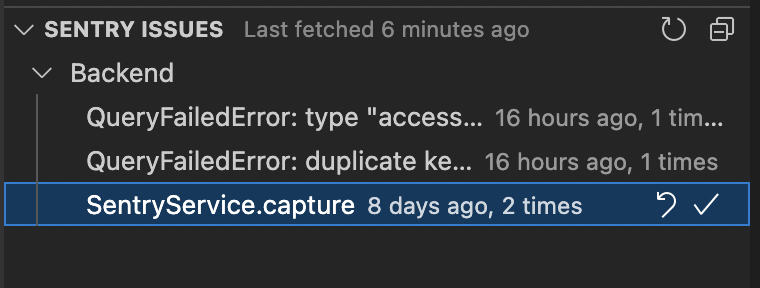 SENTRY ISSUES Last fetched 6 minutes ago
Backend
QueryFailedError: type "access... 16 hours ago, 1 tim...
QueryFailedError: duplicate ke... 16 hours ago, 1 times
SentryService.capture 8 days ago, 2 times